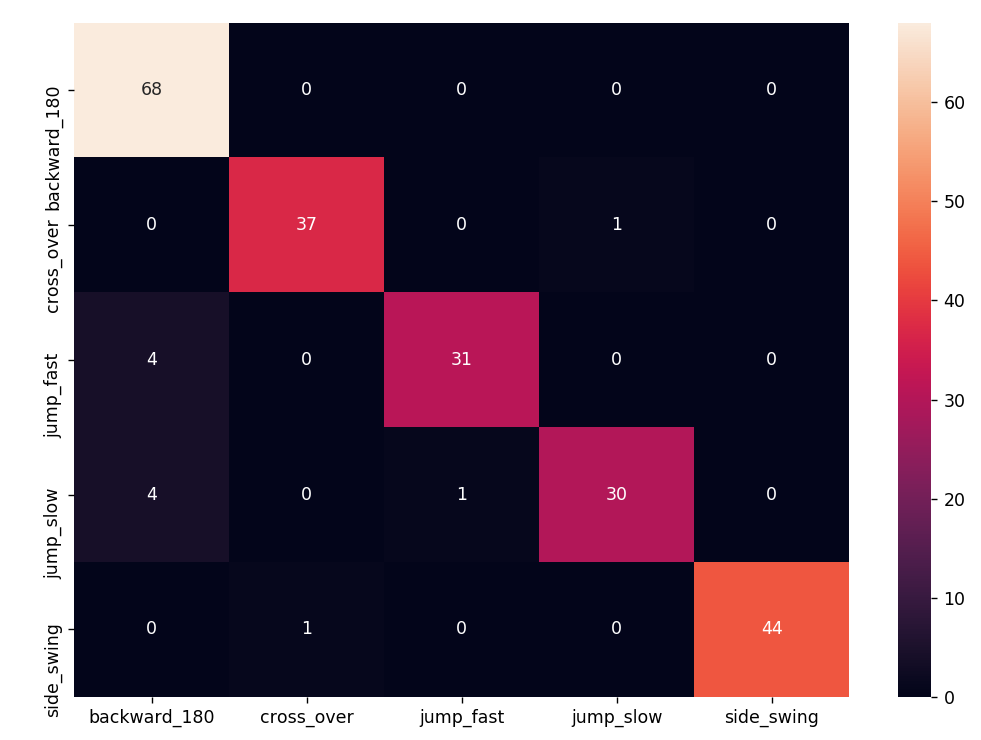 backward_180 68 0 0 0 0
cross_over 0 37 0 1 0
jump_fast 4 0 31 0 0
jump_slow 4 0 1 30 0
side_swing 0 1 0 0 44
backward_180 cross_over jump_fast jump_slow side_swing
60
50
40
30
20
10
0